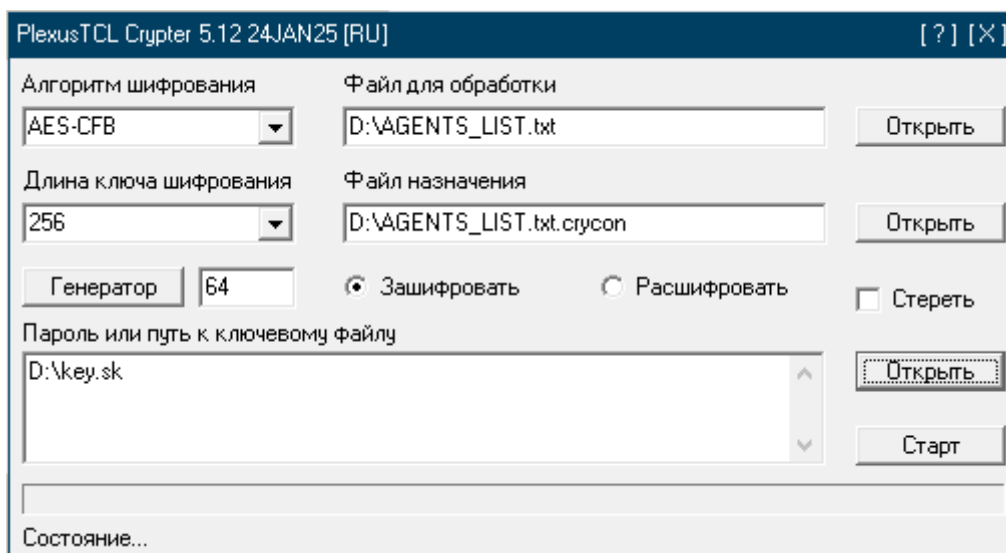 PlexusTCL Crypter 5.12 24JAN25 [RU] [ ? ] [ X ]
Алгоритм шифрования Файл для обработки
AES-CFB D:\AGENTS_LIST.txt Открыть
Длина ключа шифрования Файл назначения
256 D:\AGENTS_LIST.txt.crycon Открыть
Генератор 64 Зашифровать Расшифровать Стереть
Пароль или путь к ключевому файлу
D:\key.sk Открыть
Старт
Состояние...